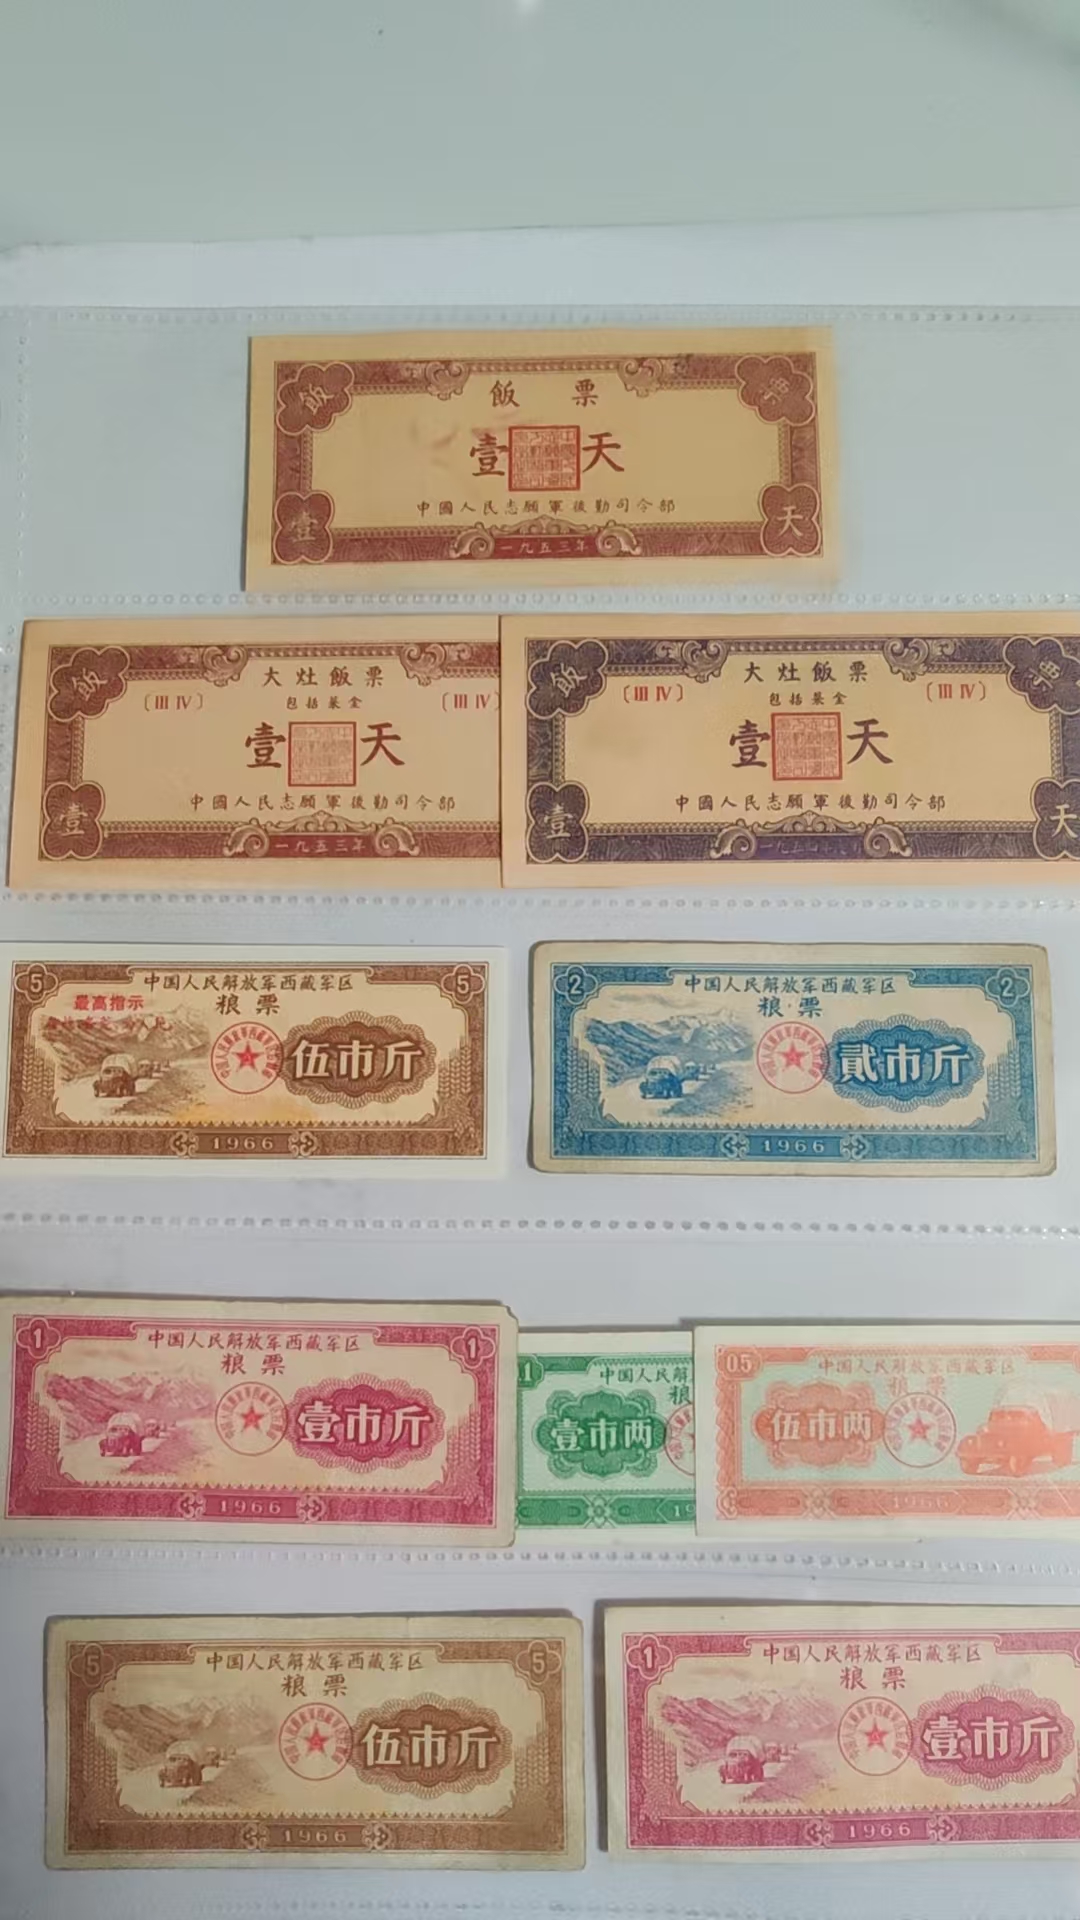 飯 票
飯 票
壹 天
中國人民志願軍後勤司令部
壹 天
一九五三年
飯
大灶飯票
〔III IV〕 包括菜金 〔III IV〕
壹 天
中國人民志願軍後勤司令部
壹
一九五三年
飯 票
大灶飯票
〔III IV〕 包括菜金 〔III IV〕
壹 天
中國人民志願軍後勤司令部
壹 天
5 中国人民解放军西藏军区 5
最高指示
粮票
伍市斤
1966
2 中国人民解放军西藏军区 2
粮票
贰市斤
1966
1 中国人民解放军西藏军区 1
粮票
壹市斤
1966
.1 中国人民解
粮
壹市两
19
05 中国人民解放军西藏军区
粮票
伍市两
1966
5 中国人民解放军西藏军区 5
粮票
伍市斤
1966
1 中国人民解放军西藏军区
粮票
壹市斤
1966